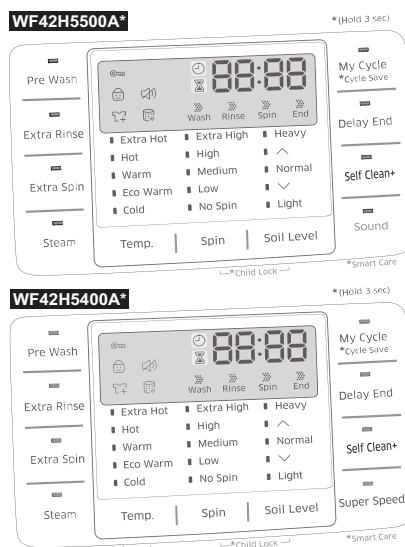 WF42H5500A*
*(Hold 3 sec)
Pre Wash
Extra Rinse
Extra Spin
Steam
88:88
Wash Rinse Spin End
Extra Hot Extra High Heavy
Hot High
Warm Medium Normal
Eco Warm Low
Cold No Spin Light
Temp. Spin Soil Level
My Cycle
*Cycle Save
Delay End
Self Clean+
Sound
*Child Lock
*Smart Care
WF42H5400A*
*(Hold 3 sec)
Pre Wash
Extra Rinse
Extra Spin
Steam
88:88
Wash Rinse Spin End
Extra Hot Extra High Heavy
Hot High
Warm Medium Normal
Eco Warm Low
Cold No Spin Light
Temp. Spin Soil Level
My Cycle
*Cycle Save
Delay End
Self Clean+
Super Speed
*Child Lock
*Smart Care